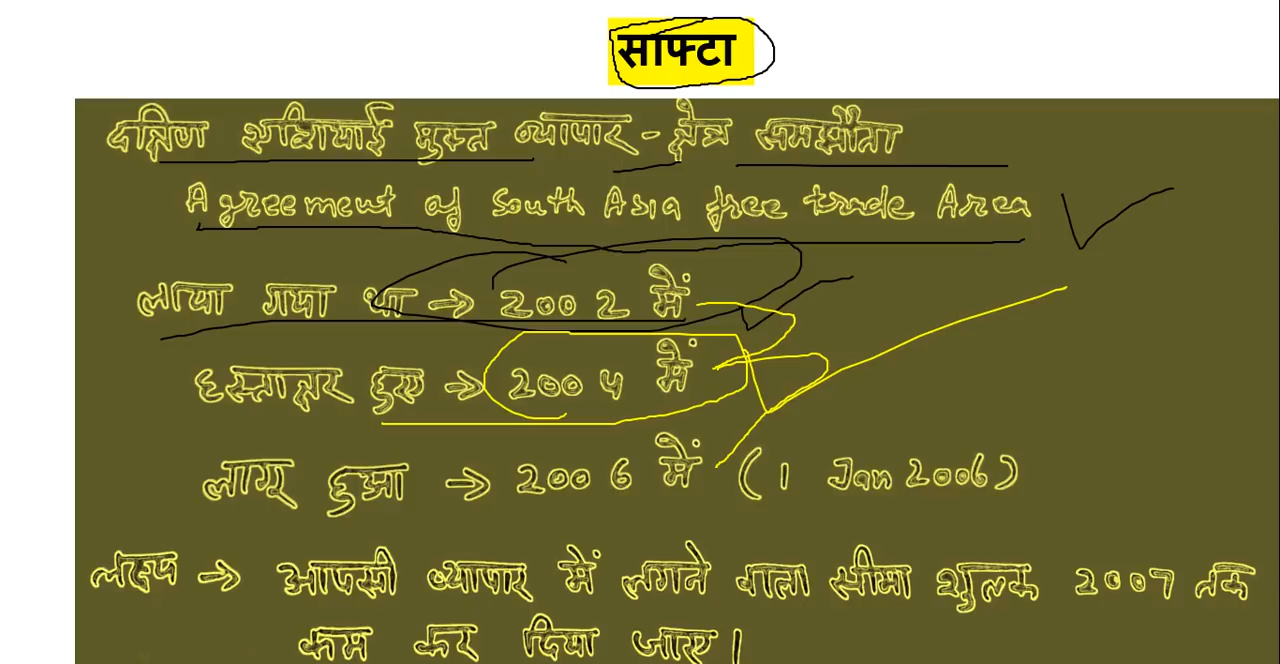 साफ्टा
दक्षिण एशियाई मुक्त व्यापार - क्षेत्र समझौता
Agreement of South Asia free trade Area
लाया गया था → 2002 में
हस्ताक्षर हुए → 2004 में
लागू हुआ → 2006 में (1 Jan 2006)
लक्ष्य → आपसी व्यापार में लगने वाला सीमा शुल्क 2007 तक
कम कर दिया जाए।